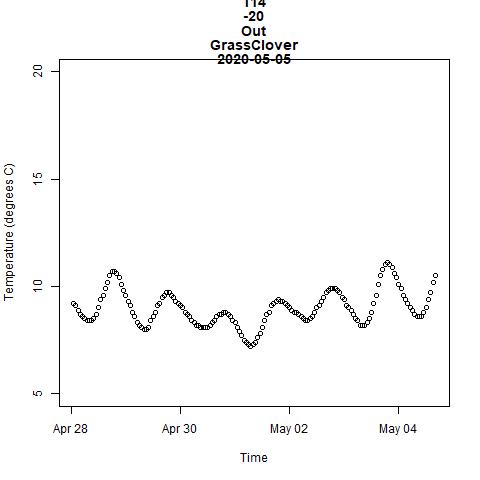 T14
-20
Out
GrassClover
2020-05-05
Temperature (degrees C)
20
15
10
5
Apr 28
Apr 30
May 02
May 04
Time